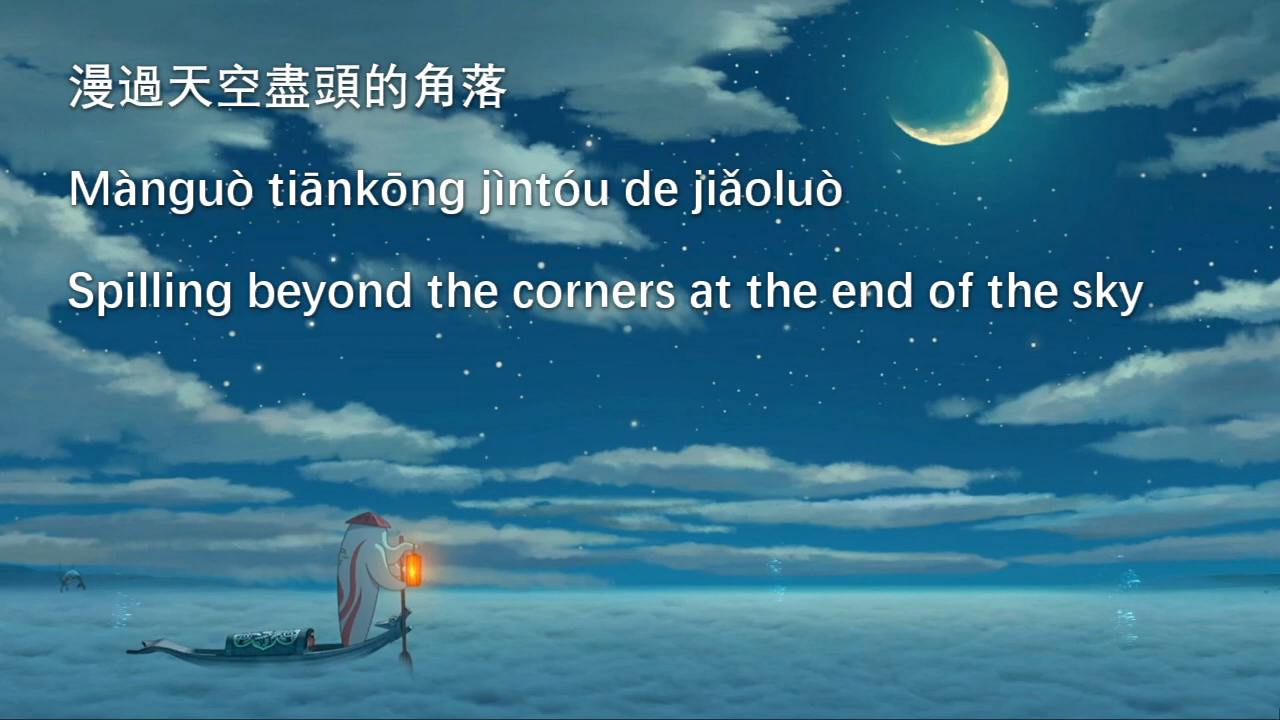 漫過天空盡頭的角落
Mànguò tiānkōng jìntóu de jiǎoluò
Spilling beyond the corners at the end of the sky